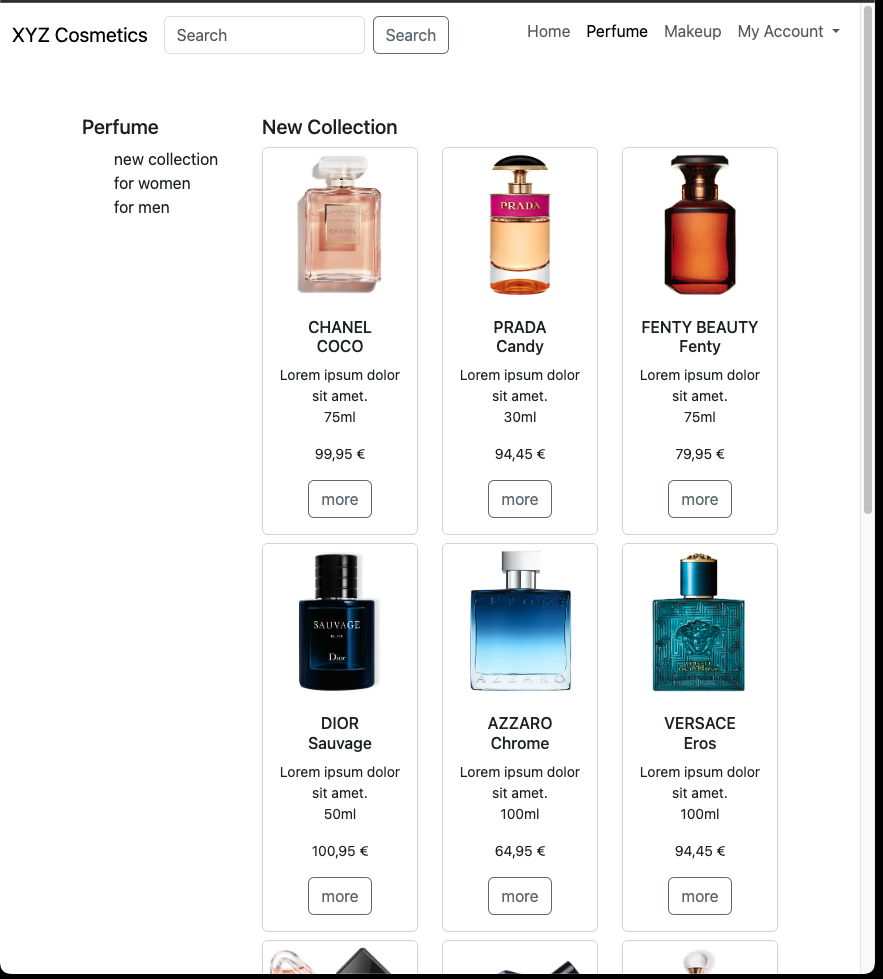 XYZ Cosmetics
Search
Search
Home
Perfume
Makeup
My Account
Perfume
new collection
for women
for men
New Collection
COCO
CHANEL
CHANEL
COCO
Lorem ipsum dolor
sit amet.
75ml
99,95 €
more
PRADA
PRADA
Candy
Lorem ipsum dolor
sit amet.
30ml
94,45 €
more
FENTY BEAUTY
Fenty
Lorem ipsum dolor
sit amet.
75ml
79,95 €
more
SAUVAGE
Dior
DIOR
Sauvage
Lorem ipsum dolor
sit amet.
50ml
100,95 €
more
CHROME
AZZARO
AZZARO
Chrome
Lorem ipsum dolor
sit amet.
100ml
64,95 €
more
VERSACE
Eros
Lorem ipsum dolor
sit amet.
100ml
94,45 €
more